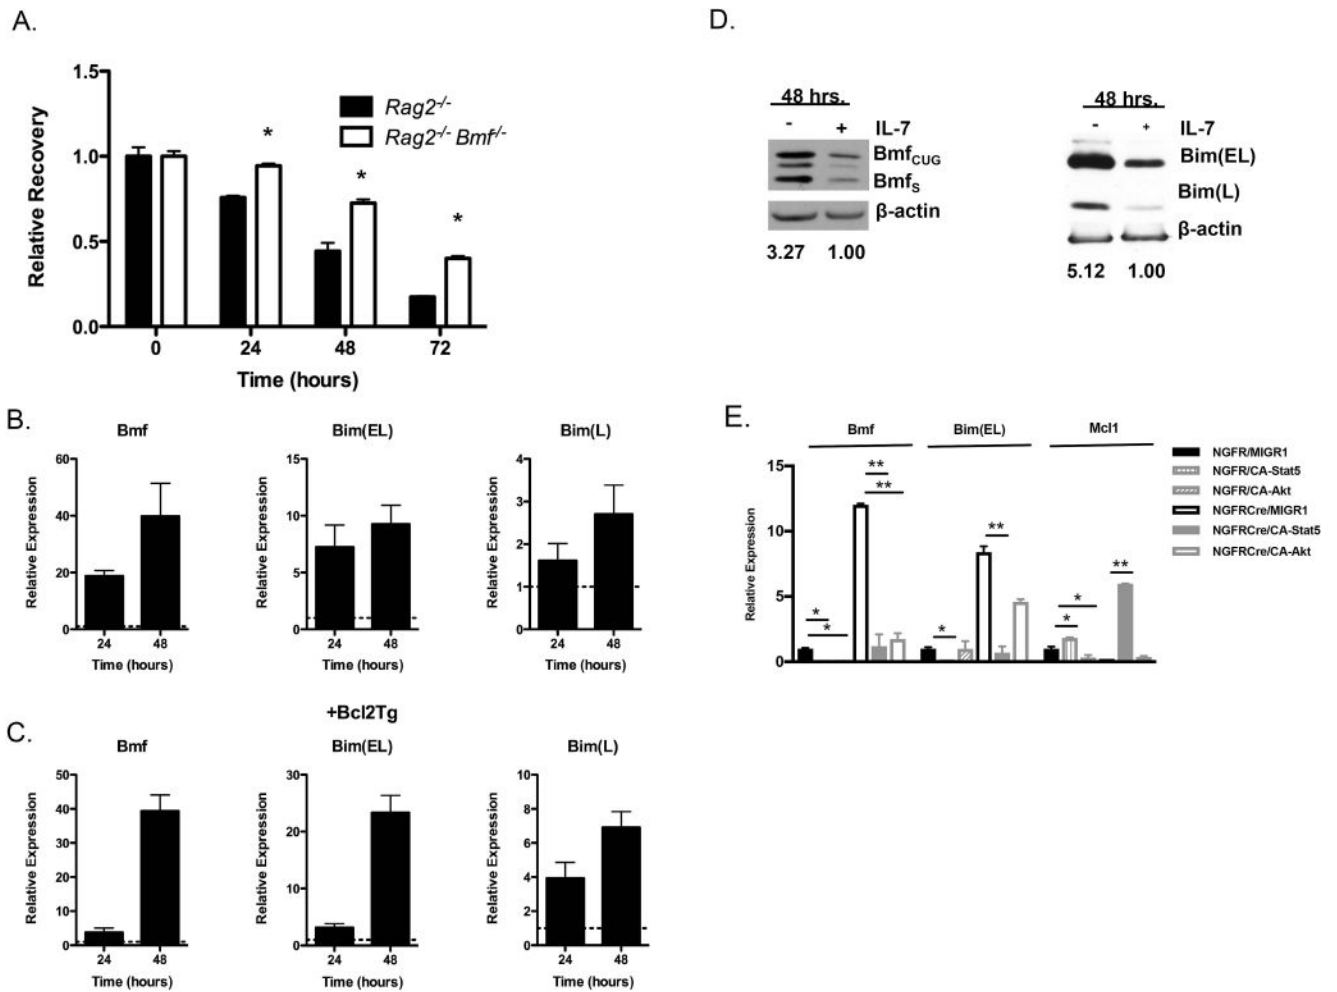 A.
1.5
1.0
0.5
0.0
Relative Recovery
Rag2-/-
Rag2-/- Bmf-/-
*
*
*
0 24 48 72
Time (hours)
D.
48 hrs.
- + IL-7
BmfCUG
BmfS
β-actin
3.27 1.00
48 hrs.
- + IL-7
Bim(EL)
Bim(L)
β-actin
5.12 1.00
B.
Bmf
60
40
20
0
Relative Expression
24 48
Time (hours)
Bim(EL)
15
10
5
0
Relative Expression
24 48
Time (hours)
Bim(L)
4
3
2
1
0
Relative Expression
24 48
Time (hours)
E.
Bmf Bim(EL) Mcl1
15
10
5
0
Relative Expression
*
*
**
**
*
**
*
*
**
NGFR/MIGR1
NGFR/CA-Stat5
NGFR/CA-Akt
NGFRCre/MIGR1
NGFRCre/CA-Stat5
NGFRCre/CA-Akt
C.
+Bcl2Tg
Bmf
50
40
30
20
10
0
Relative Expression
24 48
Time (hours)
Bim(EL)
30
20
10
0
Relative Expression
24 48
Time (hours)
Bim(L)
10
8
6
4
2
0
Relative Expression
24 48
Time (hours)